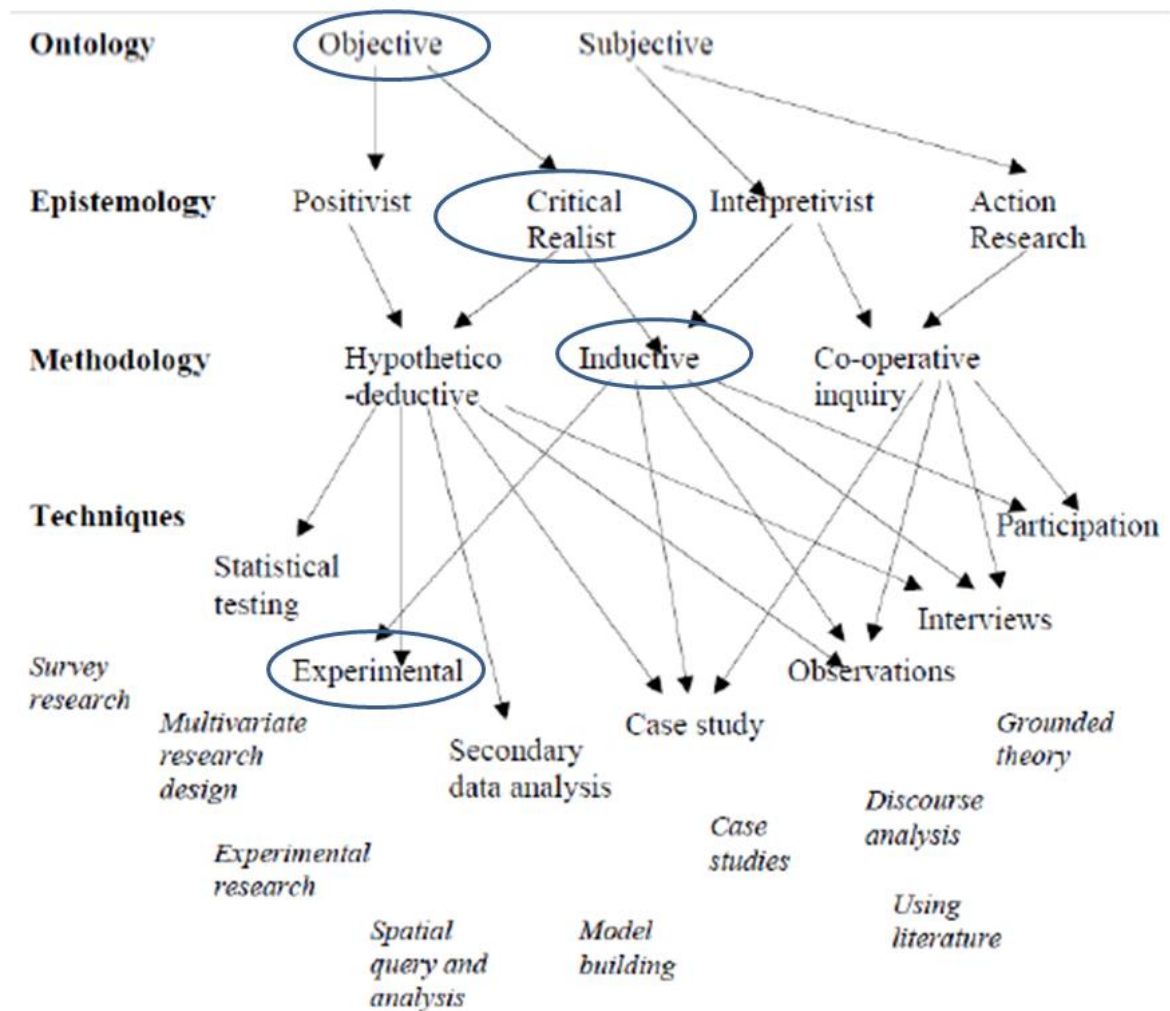 Ontology Objective Subjective
Epistemology Positivist Critical Interpretivist Action
Realist Research
Methodology Hypothetico Inductive Co-operative
-deductive inquiry
Techniques
Participation
Statistical
testing
Interviews
Survey Experimental Observations
research
Multivariate Case study Grounded
research Secondary theory
design data analysis
Discourse
Case analysis
Experimental studies
research
Using
Spatial Model literature
query and building
analysis